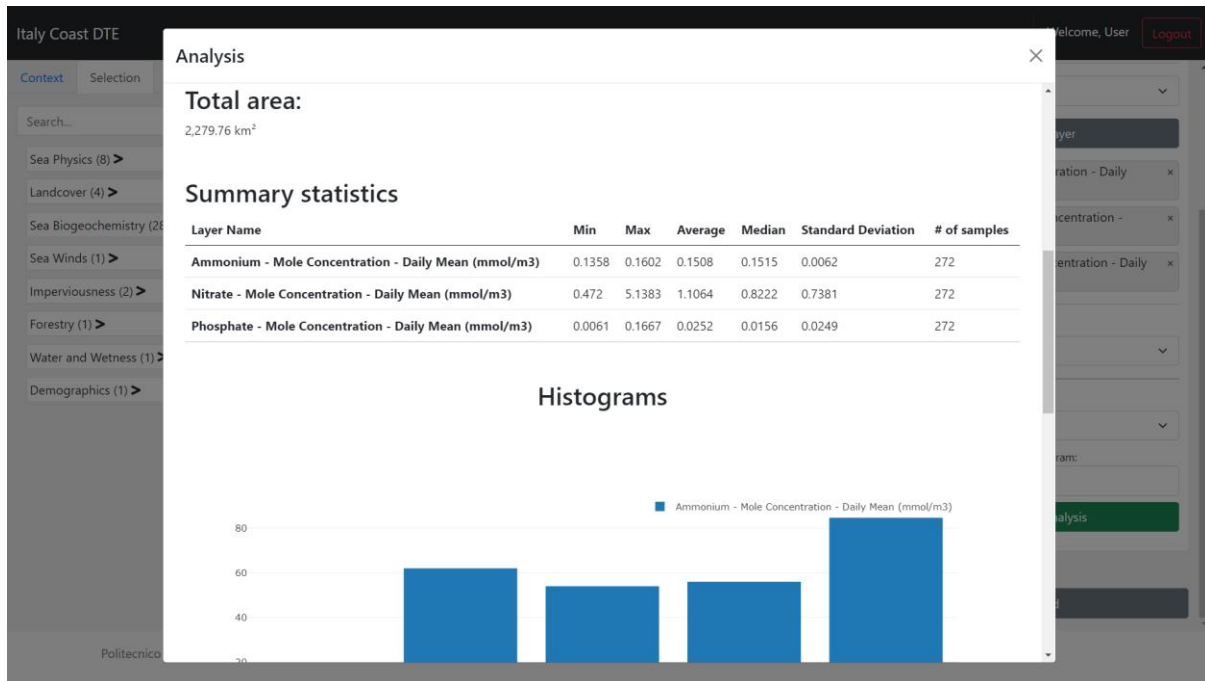 Italy Coast DTE
Welcome, User
Logout
Context
Selection
Search...
Sea Physics (8) >
Landcover (4) >
Sea Biogeochemistry (28
Sea Winds (1) >
Imperviousness (2) >
Forestry (1) >
Water and Wetness (1) >
Demographics (1) >
Politecnico
Analysis
×
Total area:
2,279.76 km²
Summary statistics
Layer Name Min Max Average Median Standard Deviation # of samples
Ammonium - Mole Concentration - Daily Mean (mmol/m3) 0.1358 0.1602 0.1508 0.1515 0.0062 272
Nitrate - Mole Concentration - Daily Mean (mmol/m3) 0.472 5.1383 1.1064 0.8222 0.7381 272
Phosphate - Mole Concentration - Daily Mean (mmol/m3) 0.0061 0.1667 0.0252 0.0156 0.0249 272
Histograms
Ammonium - Mole Concentration - Daily Mean (mmol/m3)
80
60
40
20
ayer
ration - Daily ×
centration - ×
entration - Daily ×
ram:
alysis